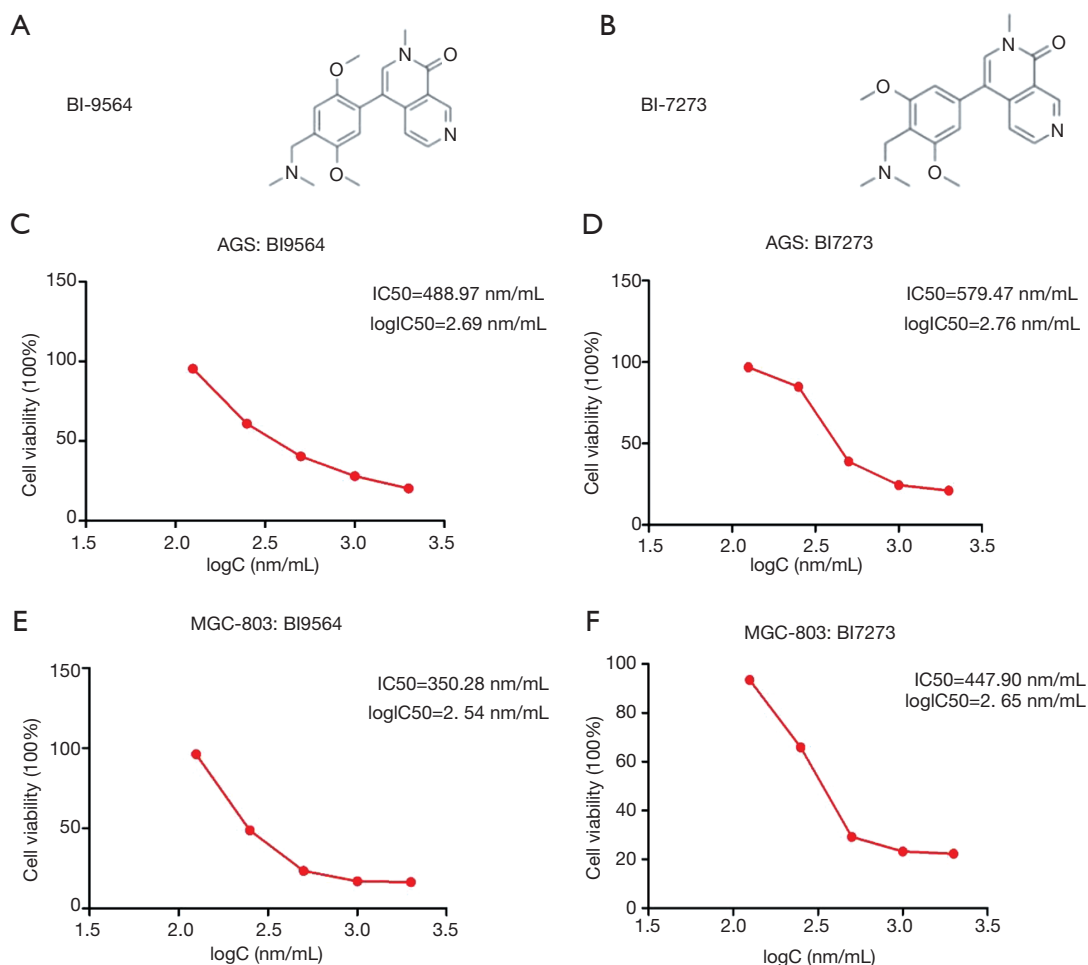 A
BI-9564
N
O
O
N
N
O
B
BI-7273
N
O
O
N
N
O
C
AGS: BI9564
IC50=488.97 nm/mL
logIC50=2.69 nm/mL
Cell viability (100%)
150
100
50
0
1.5 2.0 2.5 3.0 3.5
logC (nm/mL)
D
AGS: BI7273
IC50=579.47 nm/mL
logIC50=2.76 nm/mL
Cell viability (100%)
150
100
50
0
1.5 2.0 2.5 3.0 3.5
logC (nm/mL)
E
MGC-803: BI9564
IC50=350.28 nm/mL
logIC50=2. 54 nm/mL
Cell viability (100%)
150
100
50
0
1.5 2.0 2.5 3.0 3.5
logC (nm/mL)
F
MGC-803: BI7273
IC50=447.90 nm/mL
logIC50=2. 65 nm/mL
Cell viability (100%)
100
80
60
40
20
0
1.5 2.0 2.5 3.0 3.5
logC (nm/mL)